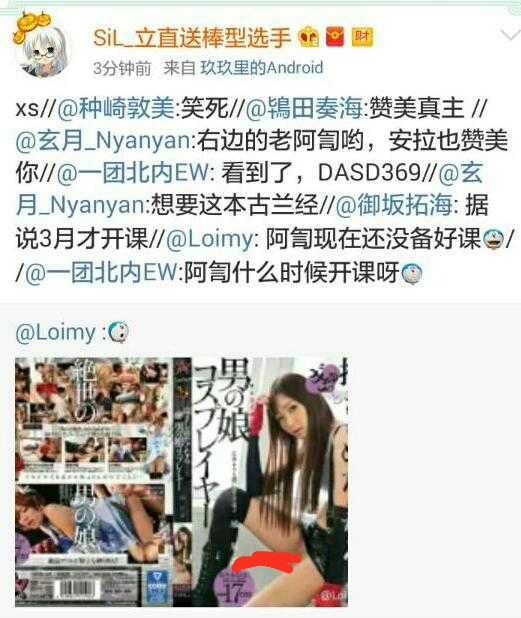 SiL_立直送棒型选手
财
3分钟前 来自 玖玖里的Android
xs//@种崎敦美:笑死//@鴇田奏海:赞美真主 //
@玄月_Nyanyan:右边的老阿訇哟，安拉也赞美
你//@一团北内EW: 看到了，DASD369//@玄
月_Nyanyan:想要这本古兰经//@御坂拓海: 据
说3月才开课//@Loimy: 阿訇现在还没备好课/
/@一团北内EW:阿訇什么时候开课呀
@Loimy :
絶世の
男の娘
男の娘
コスプレイヤー
17